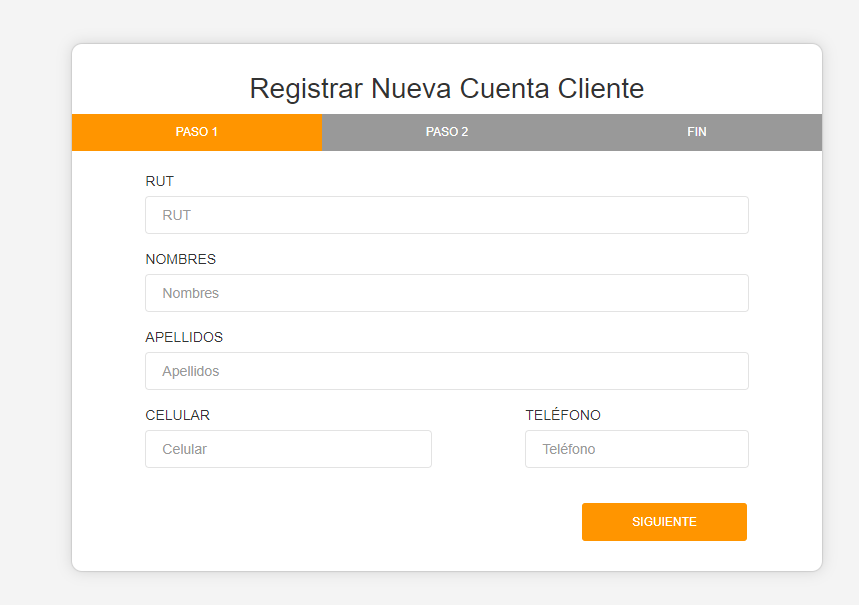 Registrar Nueva Cuenta Cliente
PASO 1 PASO 2 FIN
RUT
RUT
NOMBRES
Nombres
APELLIDOS
Apellidos
CELULAR TELÉFONO
Celular Teléfono
SIGUIENTE